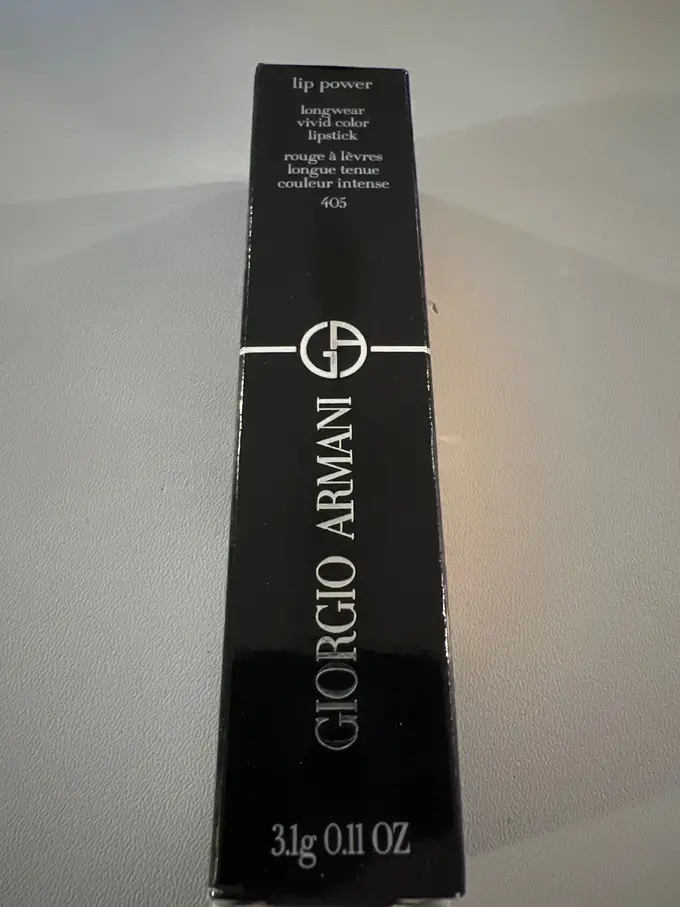 lip power
longwear
vivid color
lipstick
rouge à lèvres
longue tenue
couleur intense
405
GA
GIORGIO ARMANI
3.1g 0.11 OZ